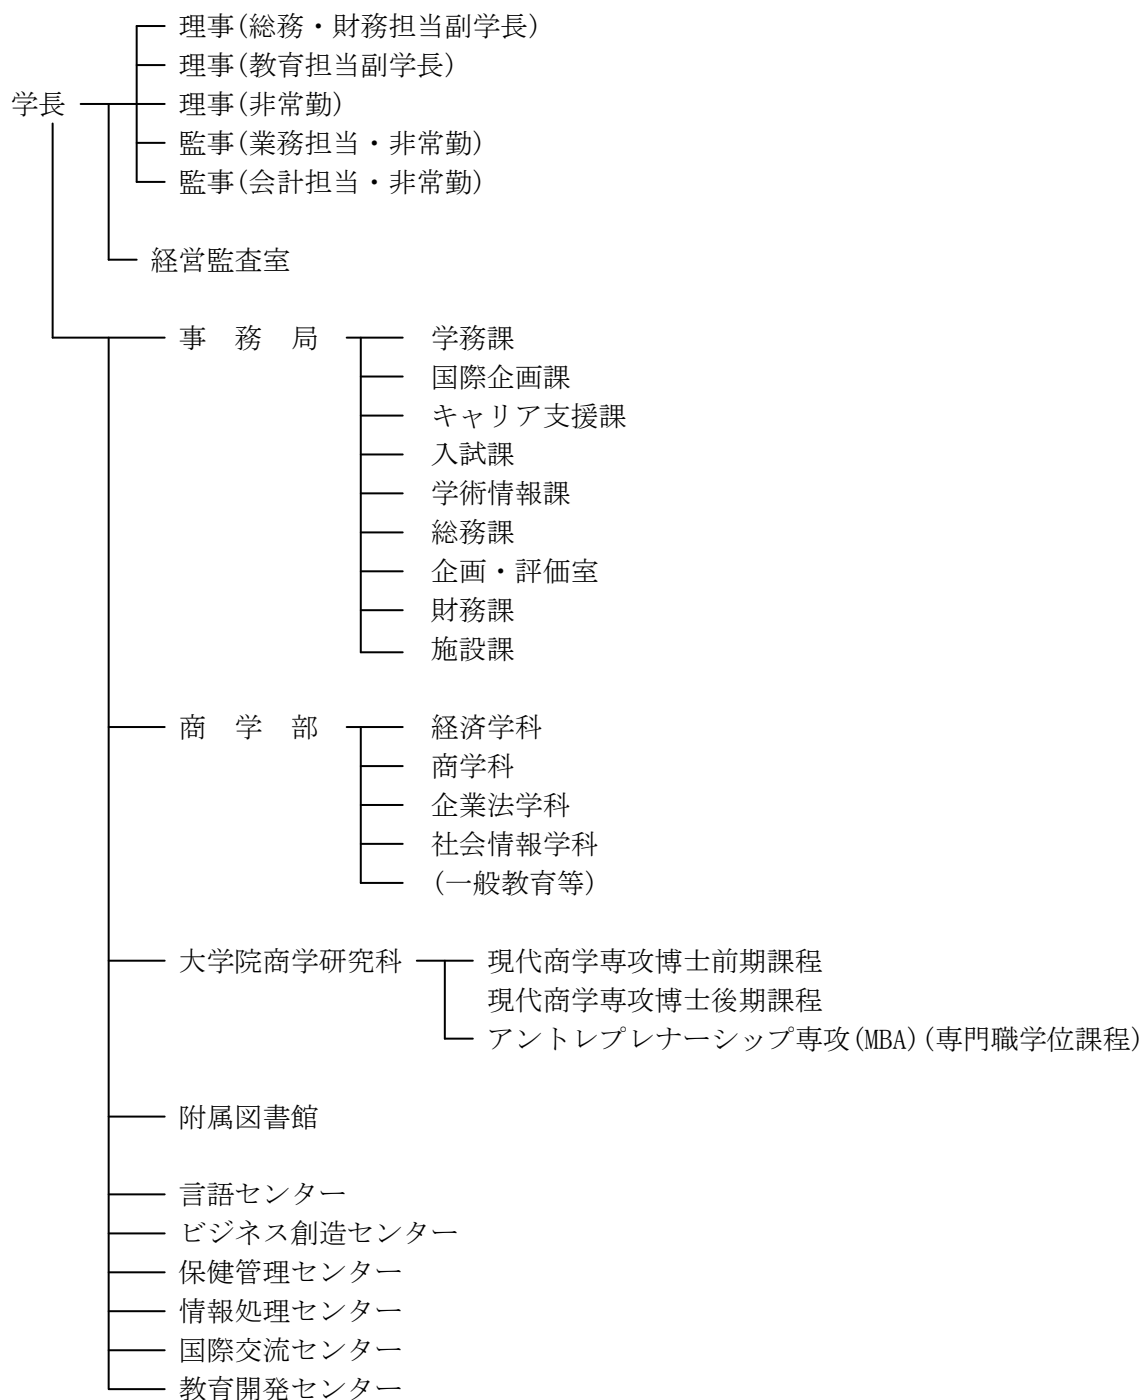 理事(総務・財務担当副学長)
理事(教育担当副学長)
学長 理事(非常勤)
監事(業務担当・非常勤)
監事(会計担当・非常勤)
経営監査室
事 務 局 学務課
国際企画課
キャリア支援課
入試課
学術情報課
総務課
企画・評価室
財務課
施設課
商 学 部 経済学科
商学科
企業法学科
社会情報学科
(一般教育等)
大学院商学研究科 現代商学専攻博士前期課程
現代商学専攻博士後期課程
アントレプレナーシップ専攻(MBA)(専門職学位課程)
附属図書館
言語センター
ビジネス創造センター
保健管理センター
情報処理センター
国際交流センター
教育開発センター